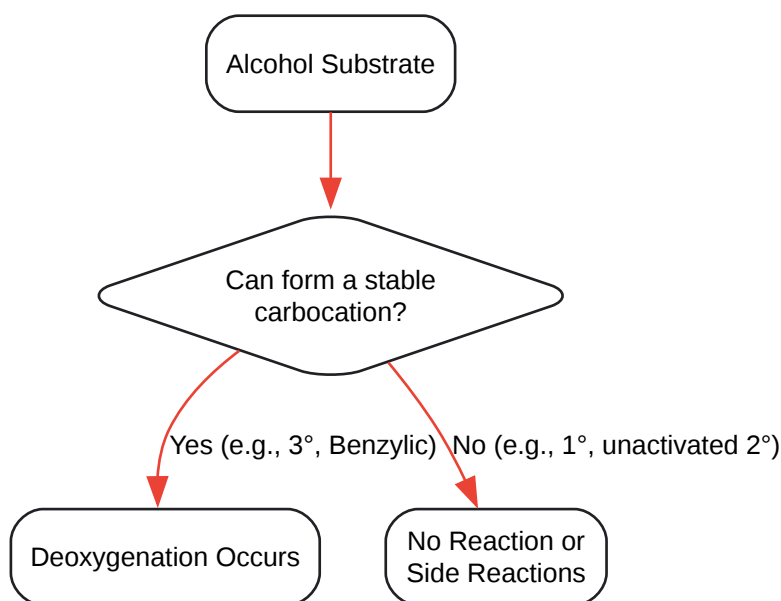 Alcohol Substrate
Can form a stable
carbocation?
Yes (e.g., 3°, Benzylic)
No (e.g., 1°, unactivated 2°)
Deoxygenation Occurs
No Reaction or
Side Reactions